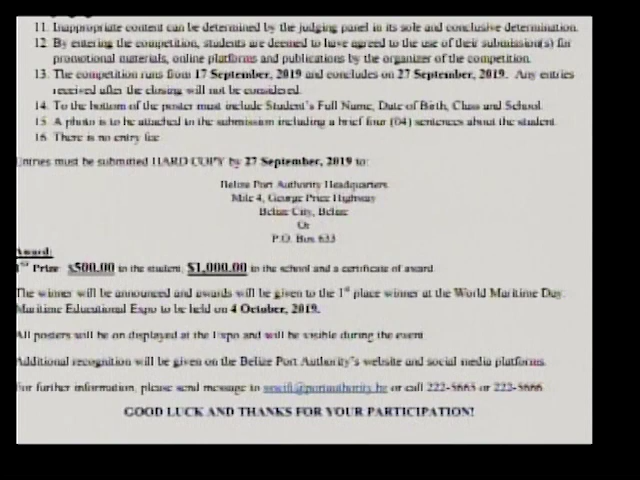 11. Inappropriate content can be determined by the judging panel in its sole and conclusive determination.
12. By entering the competition, students are deemed to have agreed to the use of their submission(s) for
promotional materials, online platforms and publications by the organizer of the competition.
13. The competition runs from 17 September, 2019 and concludes on 27 September, 2019. Any entries
received after the closing will not be considered.
14. To the bottom of the poster must include Student's Full Name, Date of Birth, Class and School.
15. A photo is to be attached to the submission including a brief four (04) sentences about the student.
16. There is no entry fee
Entries must be submitted HARD COPY by 27 September, 2019 to:
Belize Port Authority Headquarters
Mile 4, George Price Highway
Belize City, Belize
Or
P.O. Box 633
Award:
1st Prize $500.00 to the student, $1,000.00 to the school and a certificate of award
The winner will be announced and awards will be given to the 1st place winner at the World Maritime Day
Maritime Educational Expo to be held on 4 October, 2019.
All posters will be on displayed at the Expo and will be visible during the event
Additional recognition will be given on the Belize Port Authority's website and social media platforms.
For further information, please send message to or call 222-5665 or 222-5666
GOOD LUCK AND THANKS FOR YOUR PARTICIPATION!